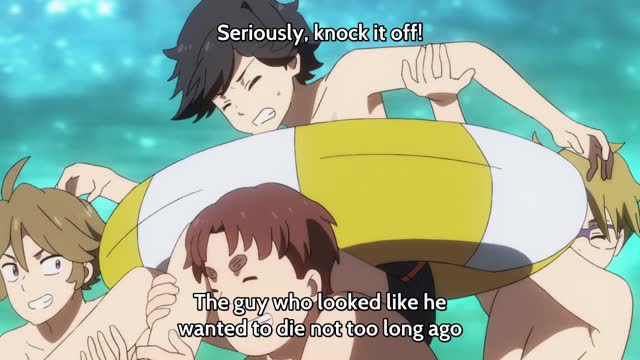 Seriously, knock it off!
The guy who looked like he
wanted to die not too long ago